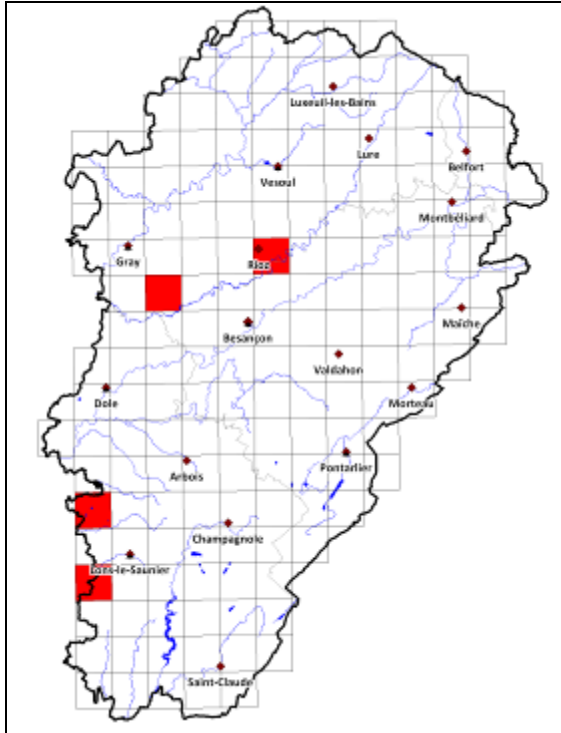 Luxeuil-les-Bains
Lure
Belfort
Vesoul
Montbéliard
Gray
Rioz
Maîche
Besançon
Valdahon
Dole
Morteau
Pontarlier
Arbois
Champagnole
Lons-le-Saunier
Saint-Claude